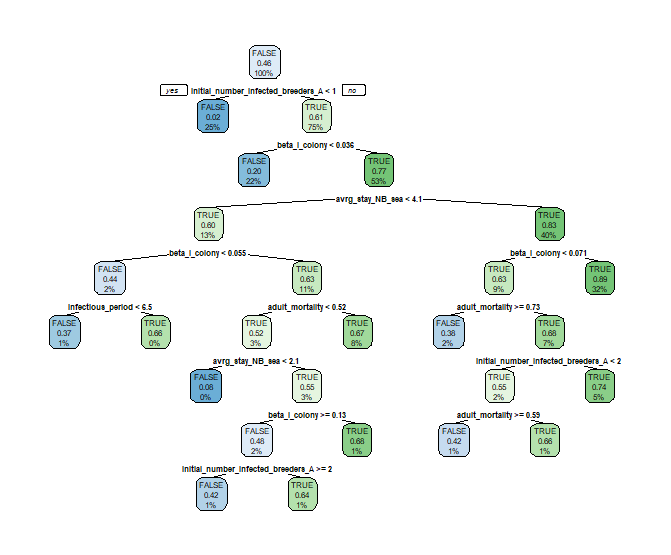 FALSE
0.46
100%
yes
initial_number_infected_breeders_A < 1
no
FALSE
0.02
25%
TRUE
0.61
75%
beta_I_colony < 0.036
FALSE
0.20
22%
TRUE
0.77
53%
avrg_stay_NB_sea < 4.1
TRUE
0.60
13%
TRUE
0.83
40%
beta_I_colony < 0.055
beta_I_colony < 0.071
FALSE
0.44
2%
TRUE
0.63
11%
TRUE
0.63
9%
TRUE
0.89
32%
infectious_period < 6.5
adult_mortality < 0.52
adult_mortality >= 0.73
FALSE
0.37
1%
TRUE
0.66
0%
TRUE
0.52
3%
TRUE
0.67
8%
FALSE
0.38
2%
TRUE
0.68
7%
avrg_stay_NB_sea < 2.1
initial_number_infected_breeders_A < 2
FALSE
0.08
0%
TRUE
0.55
3%
TRUE
0.55
2%
TRUE
0.74
5%
beta_I_colony >= 0.13
adult_mortality >= 0.59
FALSE
0.48
2%
TRUE
0.68
1%
FALSE
0.42
1%
TRUE
0.66
1%
initial_number_infected_breeders_A >= 2
FALSE
0.42
1%
TRUE
0.64
1%